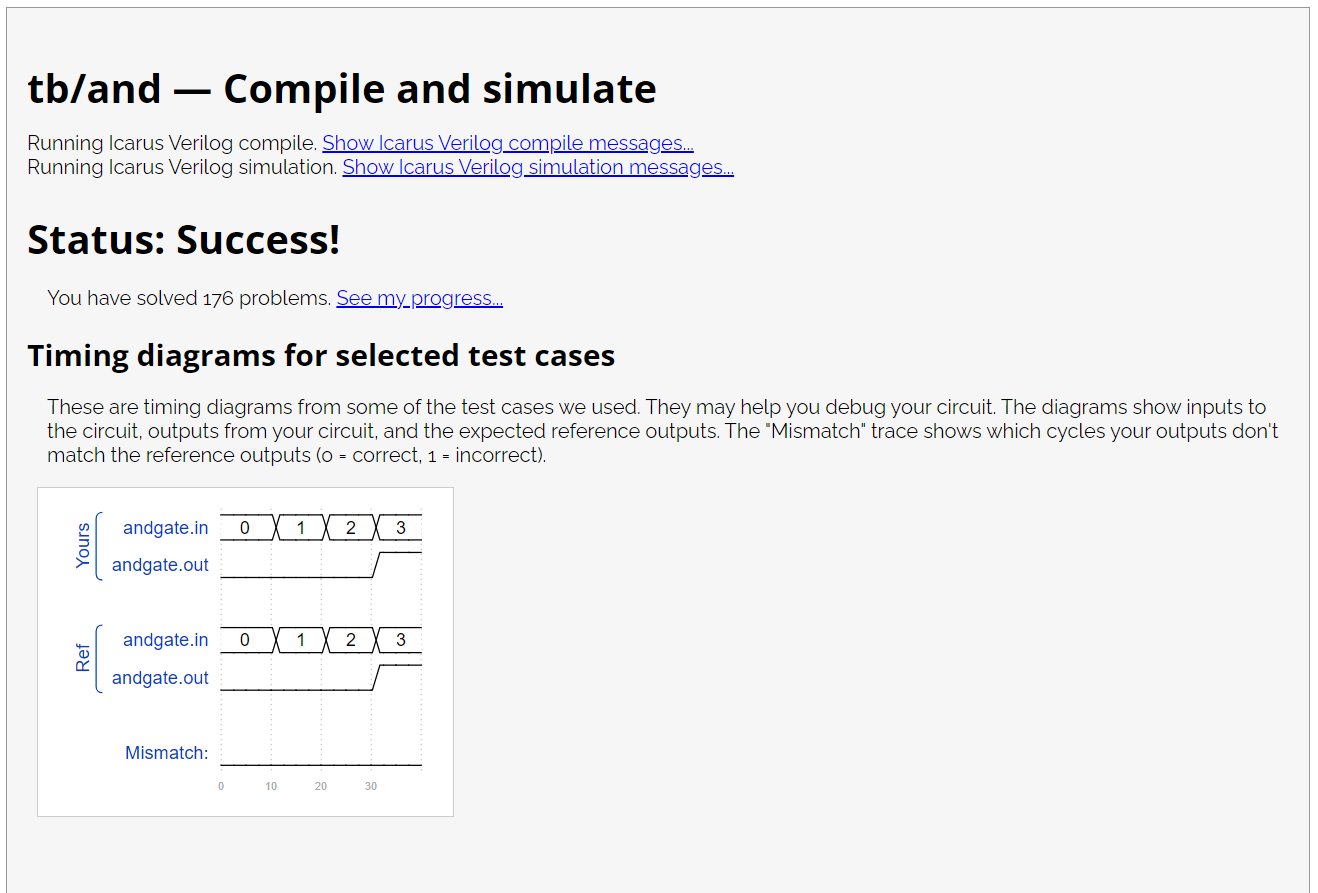 tb/and — Compile and simulate
Running Icarus Verilog compile. Show Icarus Verilog compile messages...
Running Icarus Verilog simulation. Show Icarus Verilog simulation messages...
Status: Success!
You have solved 176 problems. See my progress...
Timing diagrams for selected test cases
These are timing diagrams from some of the test cases we used. They may help you debug your circuit. The diagrams show inputs to
the circuit, outputs from your circuit, and the expected reference outputs. The "Mismatch" trace shows which cycles your outputs don't
match the reference outputs (0 = correct, 1 = incorrect).
Yours
andgate.in 0 1 2 3
andgate.out
Ref
andgate.in 0 1 2 3
andgate.out
Mismatch:
0 10 20 30